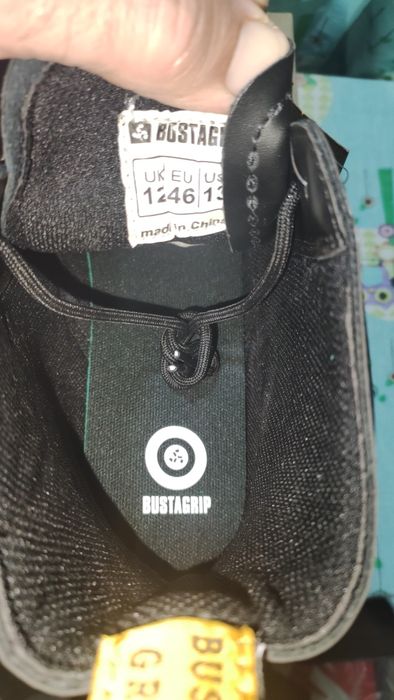 BUSTAG
UK EU US
12 46 13
made in China
BUSTAGRIP
BUS
GR